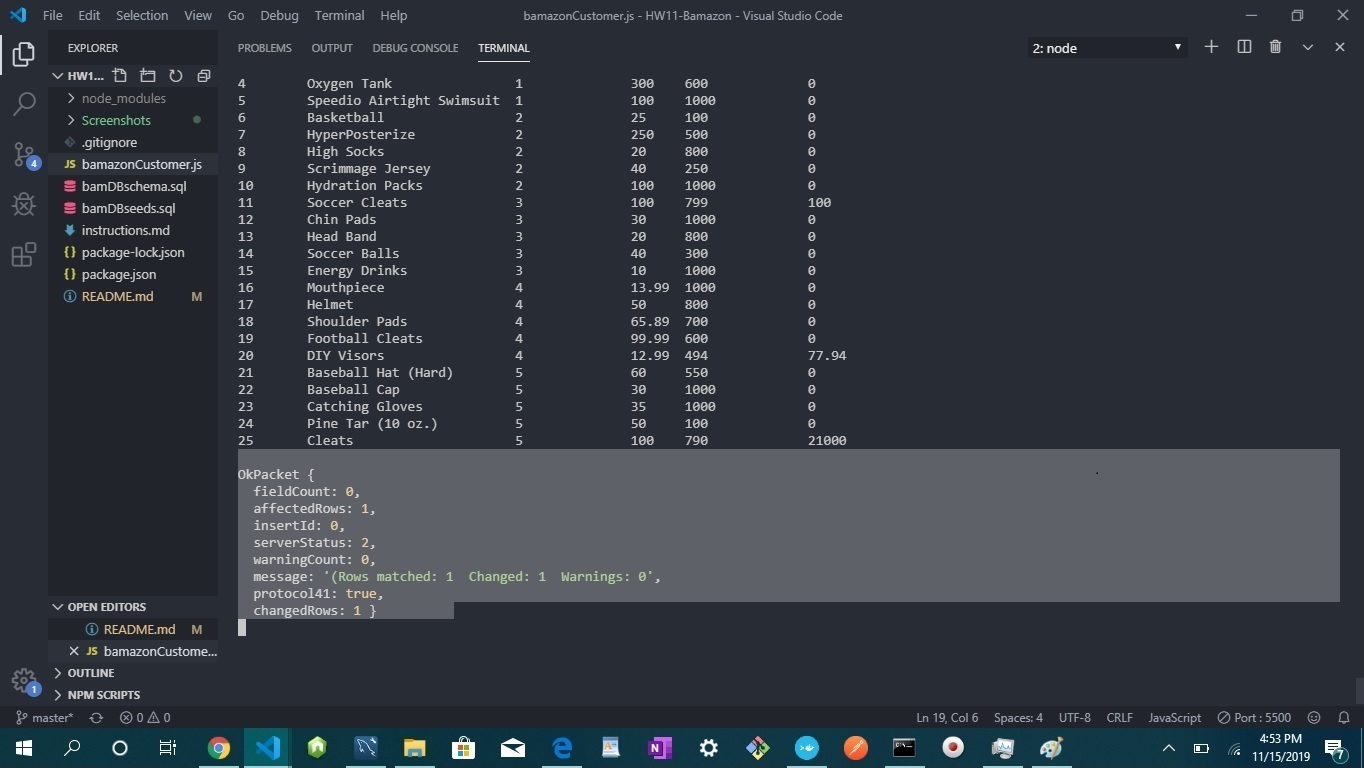 File Edit Selection View Go Debug Terminal Help bamazonCustomer.js - HW11-Bamazon - Visual Studio Code
EXPLORER
HW1...
node_modules
Screenshots
.gitignore
JS bamazonCustomer.js
bamDBschema.sql
bamDBseeds.sql
instructions.md
{} package-lock.json
{} package.json
README.md M
OPEN EDITORS
README.md M
JS bamazonCustome...
OUTLINE
NPM SCRIPTS
4
1
PROBLEMS OUTPUT DEBUG CONSOLE TERMINAL 2: node
4 Oxygen Tank 1 300 600 0
5 Speedio Airtight Swimsuit 1 100 1000 0
6 Basketball 2 25 100 0
7 HyperPosterize 2 250 500 0
8 High Socks 2 20 800 0
9 Scrimmage Jersey 2 40 250 0
10 Hydration Packs 2 100 1000 0
11 Soccer Cleats 3 100 799 100
12 Chin Pads 3 30 1000 0
13 Head Band 3 20 800 0
14 Soccer Balls 3 40 300 0
15 Energy Drinks 3 10 1000 0
16 Mouthpiece 4 13.99 1000 0
17 Helmet 4 50 800 0
18 Shoulder Pads 4 65.89 700 0
19 Football Cleats 4 99.99 600 0
20 DIY Visors 4 12.99 494 77.94
21 Baseball Hat (Hard) 5 60 550 0
22 Baseball Cap 5 30 1000 0
23 Catching Gloves 5 35 1000 0
24 Pine Tar (10 oz.) 5 50 100 0
25 Cleats 5 100 790 21000
OkPacket {
fieldCount: 0,
affectedRows: 1,
insertId: 0,
serverStatus: 2,
warningCount: 0,
message: '(Rows matched: 1  Changed: 1  Warnings: 0',
protocol41: true,
changedRows: 1 }
master* 0 0 Ln 19, Col 6 Spaces: 4 UTF-8 CRLF JavaScript Port : 5500
4:53 PM
11/15/2019
7